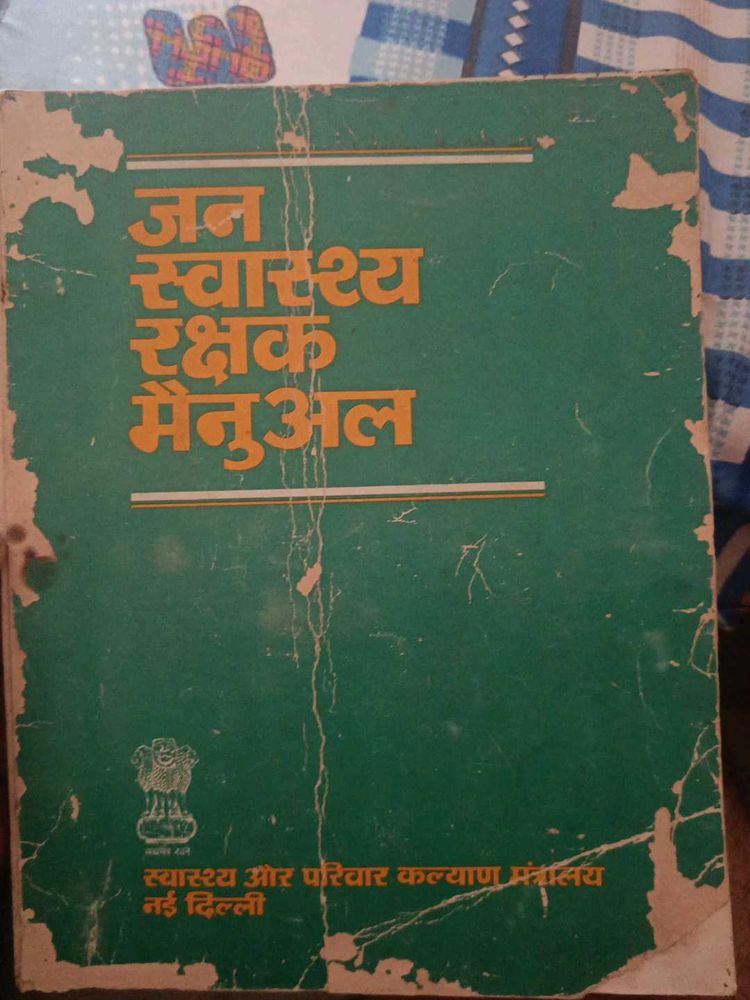 जन
स्वास्थ्य
रक्षक
मैनुअल
स्वास्थ्य और परिवार कल्याण मंत्रालय
नई दिल्ली